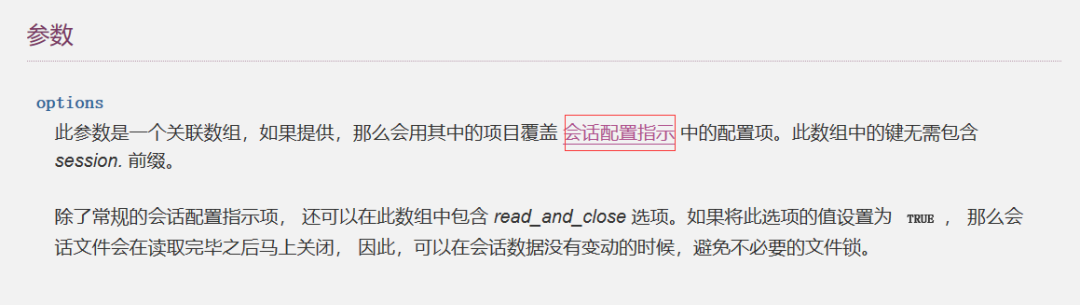 参数
options
此参数是一个关联数组，如果提供，那么会用其中的项目覆盖 会话配置指示 中的配置项。此数组中的键无需包含
session. 前缀。
除了常规的会话配置指示项， 还可以在此数组中包含 read_and_close 选项。如果将此选项的值设置为 TRUE ， 那么会
话文件会在读取完毕之后马上关闭， 因此，可以在会话数据没有变动的时候，避免不必要的文件锁。